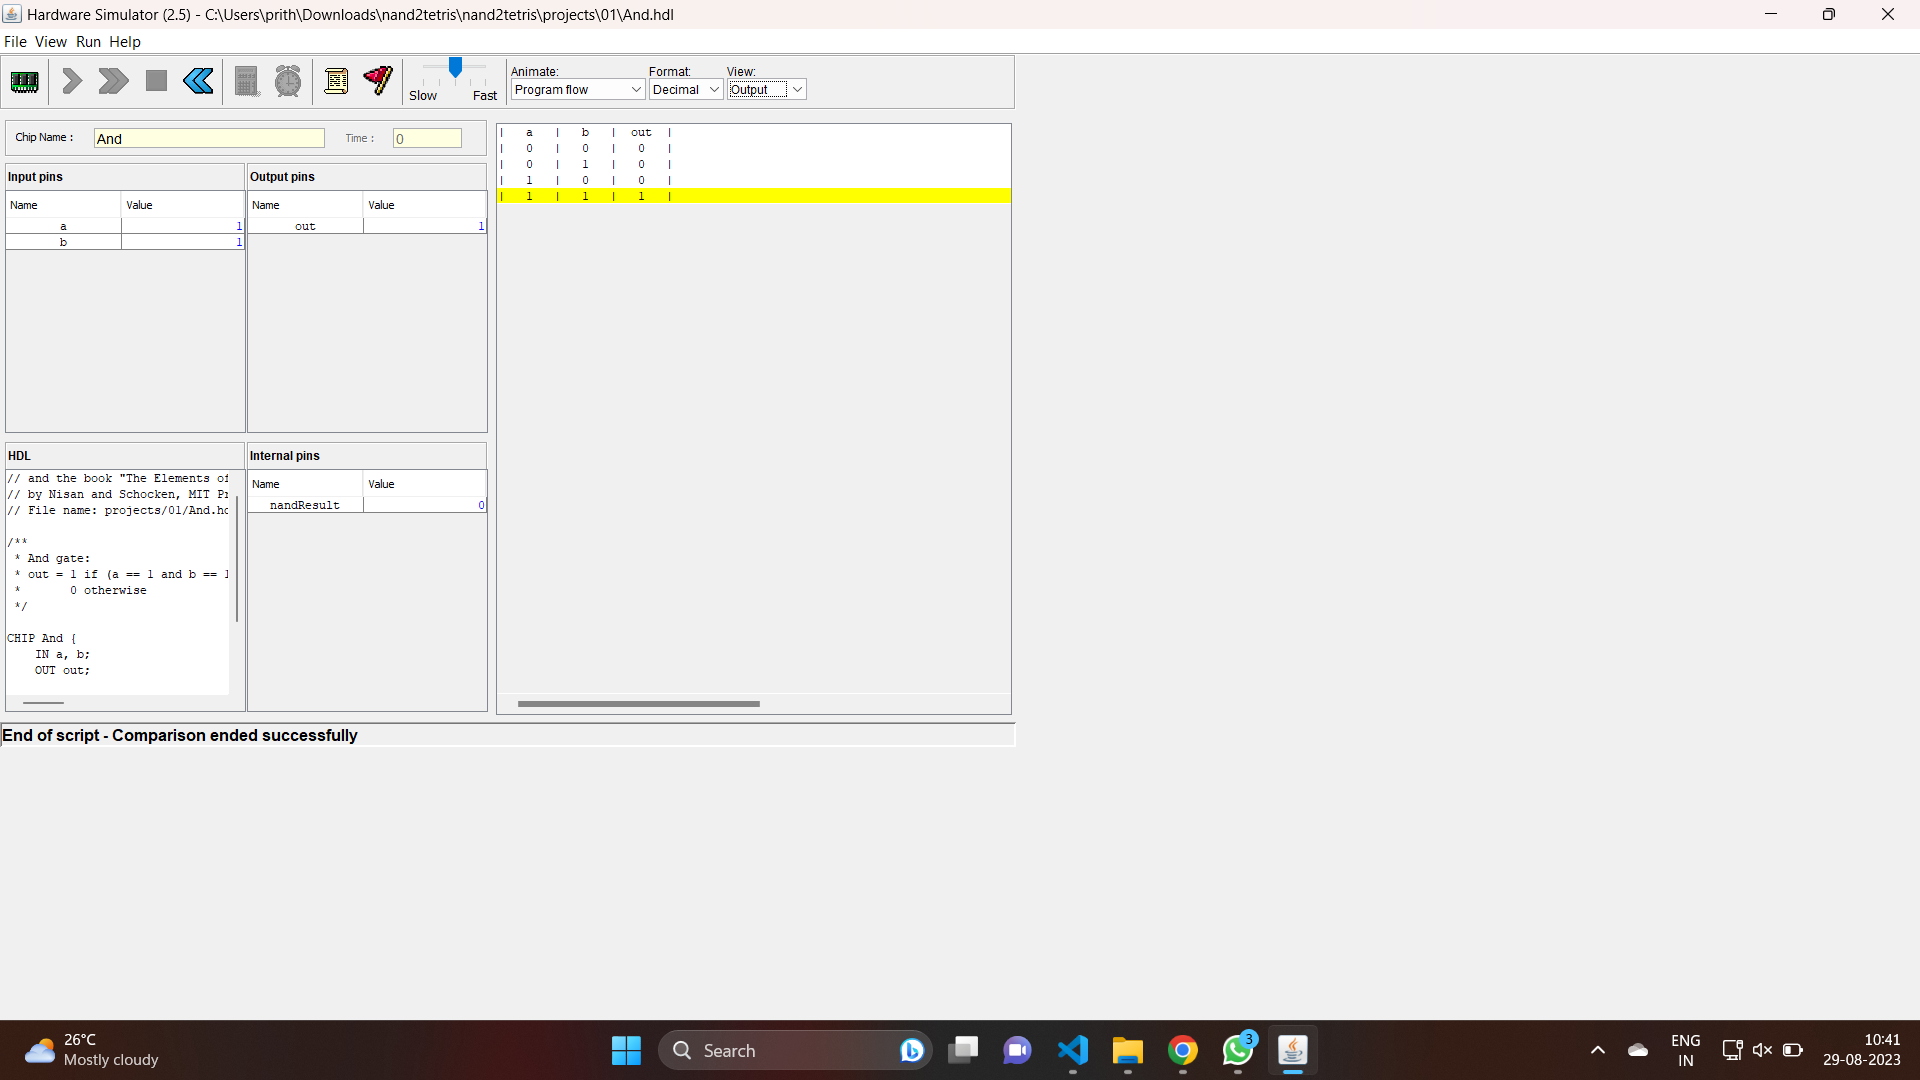 Hardware Simulator (2.5) - C:\Users\prith\Downloads\nand2tetris\nand2tetris\projects\01\And.hdl
File View Run Help
Slow Fast
Animate: Format: View:
Program flow Decimal Output
Chip Name : And Time : 0
Input pins
Name Value
a 1
b 1
Output pins
Name Value
out 1
| a | b | out |
| 0 | 0 | 0 |
| 0 | 1 | 0 |
| 1 | 0 | 0 |
| 1 | 1 | 1 |
HDL
// and the book "The Elements of
// by Nisan and Schocken, MIT Pr
// File name: projects/01/And.hd
/**
* And gate:
* out = 1 if (a == 1 and b == 1
* 0 otherwise
*/
CHIP And {
IN a, b;
OUT out;
Internal pins
Name Value
nandResult 0
End of script - Comparison ended successfully
26°C
Mostly cloudy
Search
3
ENG
IN
10:41
29-08-2023